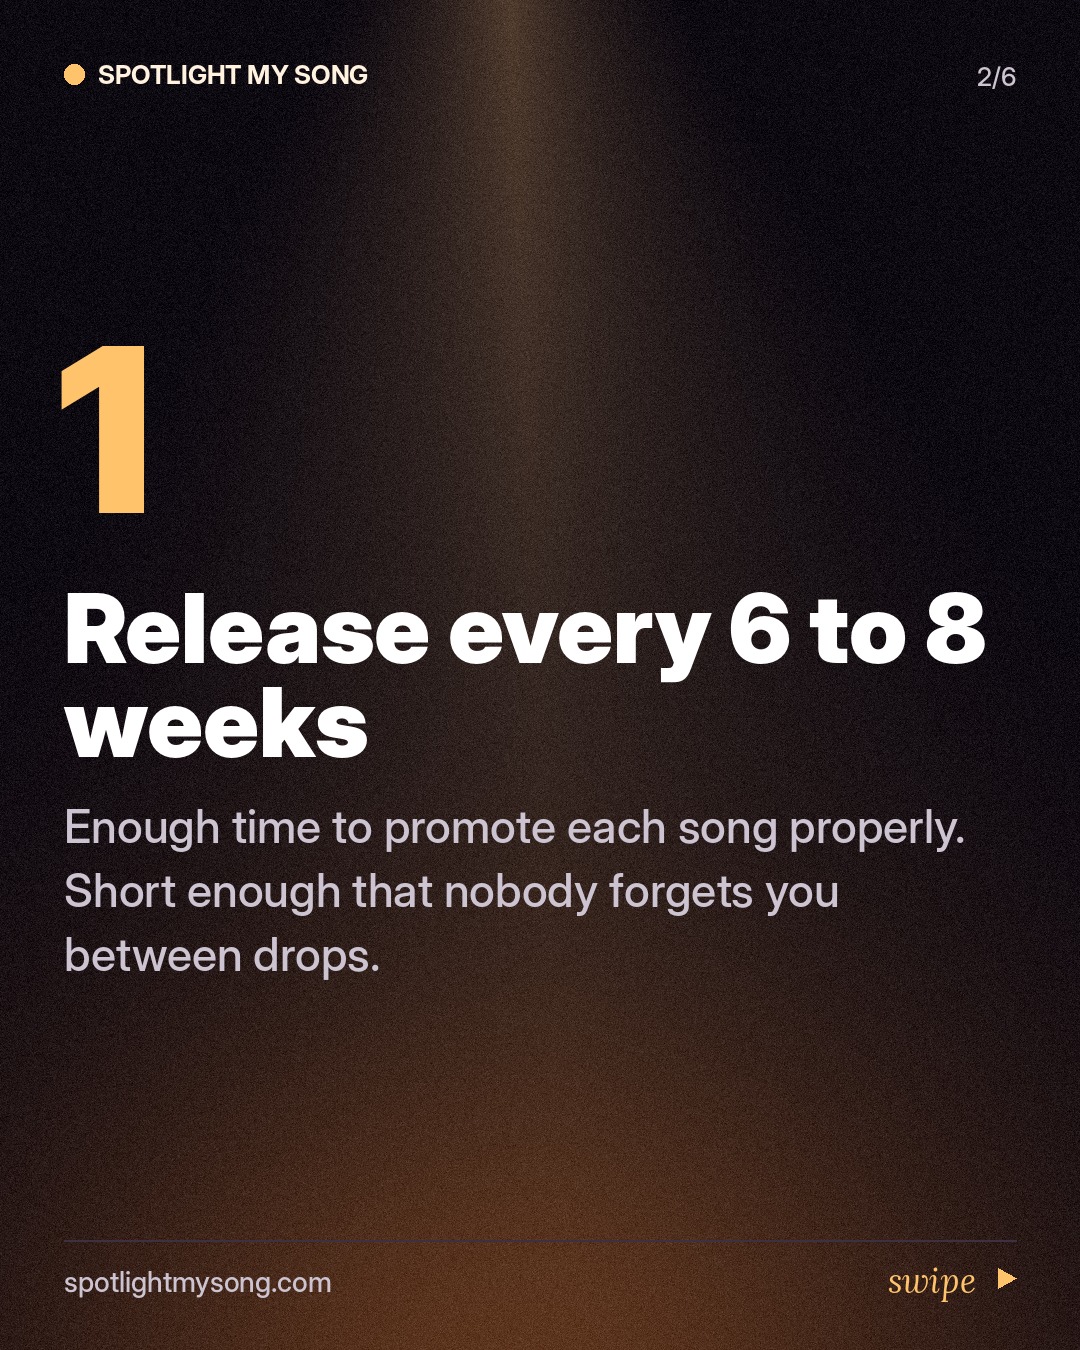 SPOTLIGHT MY SONG
2/6
1
Release every 6 to 8
weeks
Enough time to promote each song properly.
Short enough that nobody forgets you
between drops.
spotlightmysong.com
swipe